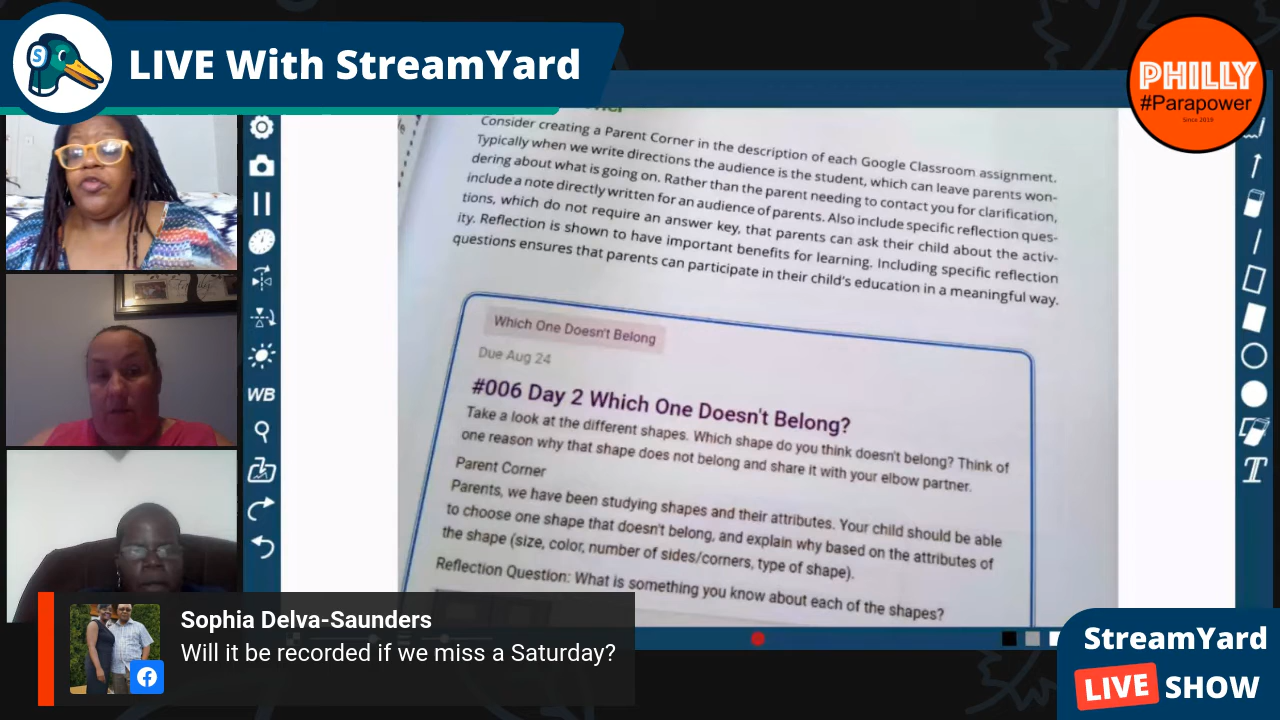 LIVE With StreamYard
S
PHILLY
#Parapower
Since 2019
Consider creating a Parent Corner in the description of each Google Classroom assignment.
Typically when we write directions the audience is the student, which can leave parents won-
dering about what is going on. Rather than the parent needing to contact you for clarification,
include a note directly written for an audience of parents. Also include specific reflection ques-
tions, which do not require an answer key, that parents can ask their child about the activ-
ity. Reflection is shown to have important benefits for learning. Including specific reflection
questions ensures that parents can participate in their child's education in a meaningful way.
Which One Doesn't Belong
Due Aug 24
#006 Day 2 Which One Doesn't Belong?
Take a look at the different shapes. Which shape do you think doesn't belong? Think of
one reason why that shape does not belong and share it with your elbow partner.
Parent Corner
Parents, we have been studying shapes and their attributes. Your child should be able
to choose one shape that doesn't belong, and explain why based on the attributes of
the shape (size, color, number of sides/corners, type of shape).
Reflection Question: What is something you know about each of the shapes?
WB
T
Sophia Delva-Saunders
Will it be recorded if we miss a Saturday?
StreamYard
LIVE SHOW